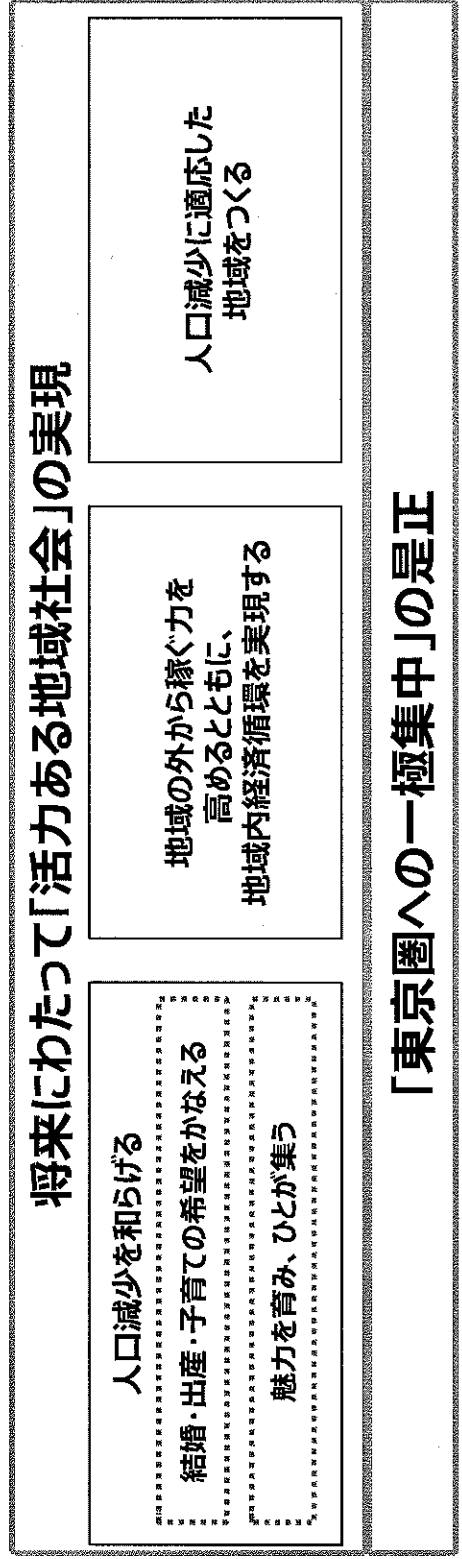 将来にわたって「活力ある地域社会」の実現
人口減少を和らげる
結婚・出産・子育ての希望をかなえる
魅力を育み、ひとが集う
地域の外から稼ぐ力を
高めるとともに、
地域内経済循環を実現する
人口減少に適応した
地域をつくる
「東京圏への一極集中」の是正